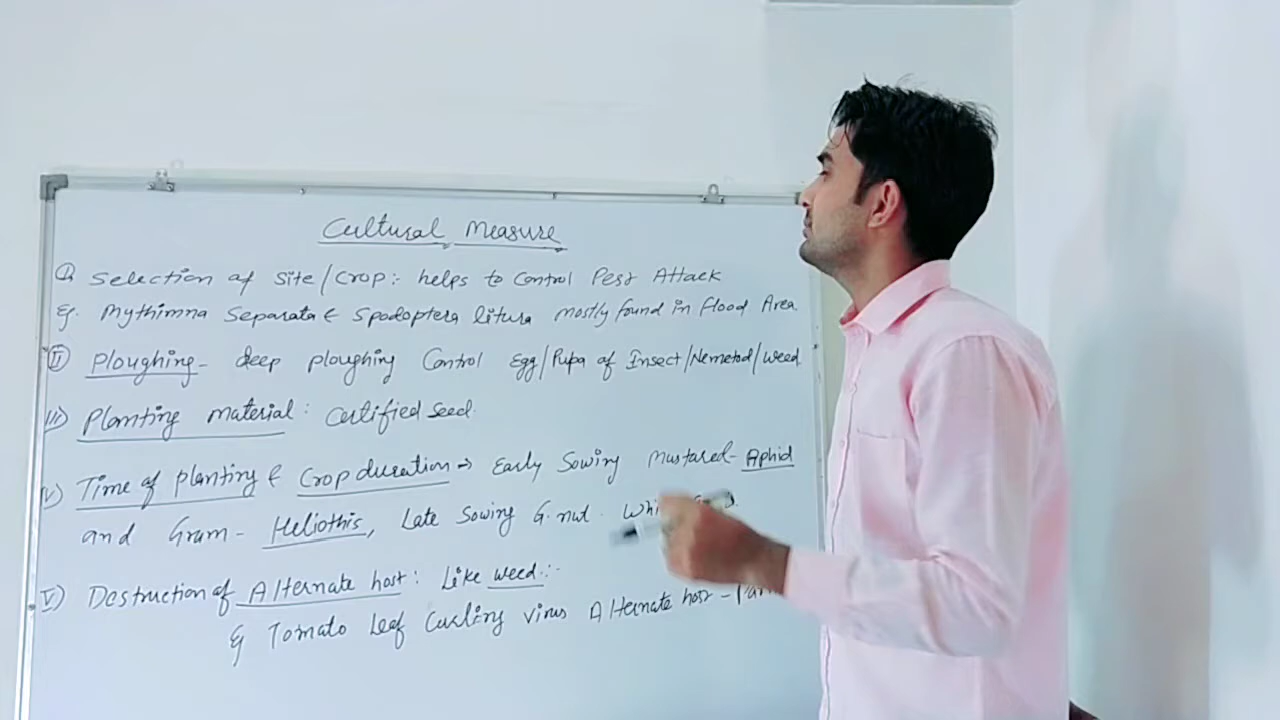 Cultural Measure
I) Selection of Site/Crop:- helps to Control Pest Attack
Eg. Mythimna Separata & Spodoptera litura mostly found in Flood Area
II) Ploughing - deep ploughing Control Egg/Pupa of Insect/Nemetod/weed
III) Planting material: Certified seed.
IV) Time of planting & Crop duration → Early Sowing Mustared - Aphid
and Gram - Heliothis, Late Sowing G.nut.
V) Destruction of Alternate host: Like weed:-
Eg Tomato Leaf Curling virus Alternate host -